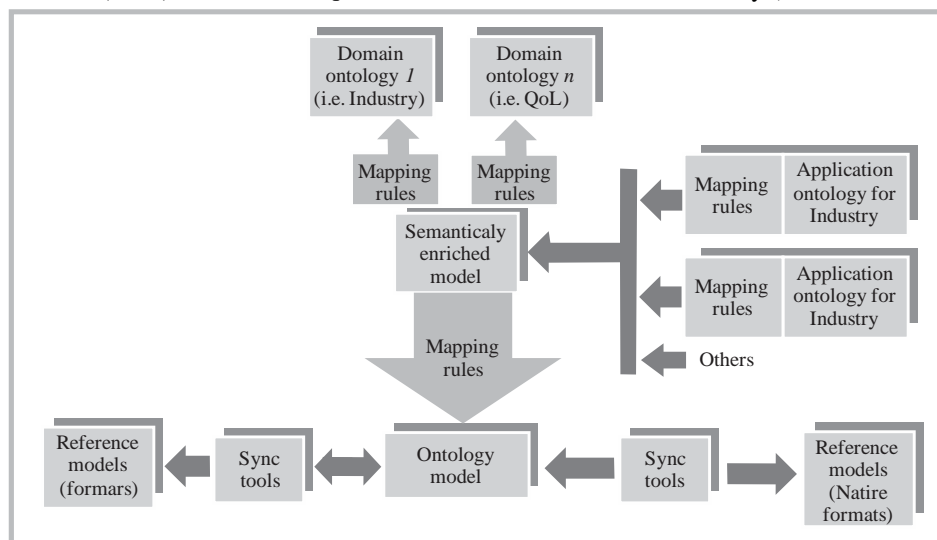 Domain
ontology 1
(i.e. Industry)
Domain
ontology n
(i.e. QoL)
Mapping
rules
Mapping
rules
Mapping
rules
Application
ontology for
Industry
Semanticaly
enriched
model
Mapping
rules
Application
ontology for
Industry
Mapping
rules
Others
Reference
models
(formars)
Sync
tools
Ontology
model
Sync
tools
Reference
models
(Natire
formats)